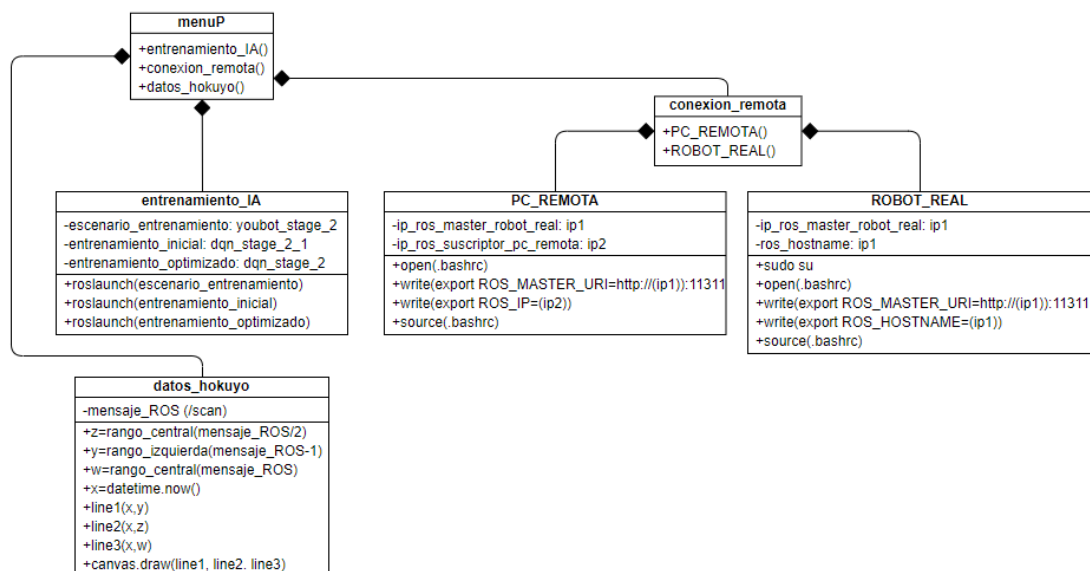 menuP
+entrenamiento_IA()
+conexion_remota()
+datos_hokuyo()
conexion_remota
+PC_REMOTA()
+ROBOT_REAL()
entrenamiento_IA
-escenario_entrenamiento: youbot_stage_2
-entrenamiento_inicial: dqn_stage_2_1
-entrenamiento_optimizado: dqn_stage_2
+roslaunch(escenario_entrenamiento)
+roslaunch(entrenamiento_inicial)
+roslaunch(entrenamiento_optimizado)
PC_REMOTA
-ip_ros_master_robot_real: ip1
-ip_ros_suscriptor_pc_remota: ip2
+open(.bashrc)
+write(export ROS_MASTER_URI=http://(ip1)):11311
+write(export ROS_IP=(ip2))
+source(.bashrc)
ROBOT_REAL
-ip_ros_master_robot_real: ip1
-ros_hostname: ip1
+sudo su
+open(.bashrc)
+write(export ROS_MASTER_URI=http://(ip1)):11311
+write(export ROS_HOSTNAME=(ip1))
+source(.bashrc)
datos_hokuyo
-mensaje_ROS (/scan)
+z=rango_central(mensaje_ROS/2)
+y=rango_izquierda(mensaje_ROS-1)
+w=rango_central(mensaje_ROS)
+x=datetime.now()
+line1(x,y)
+line2(x,z)
+line3(x,w)
+canvas.draw(line1, line2, line3)